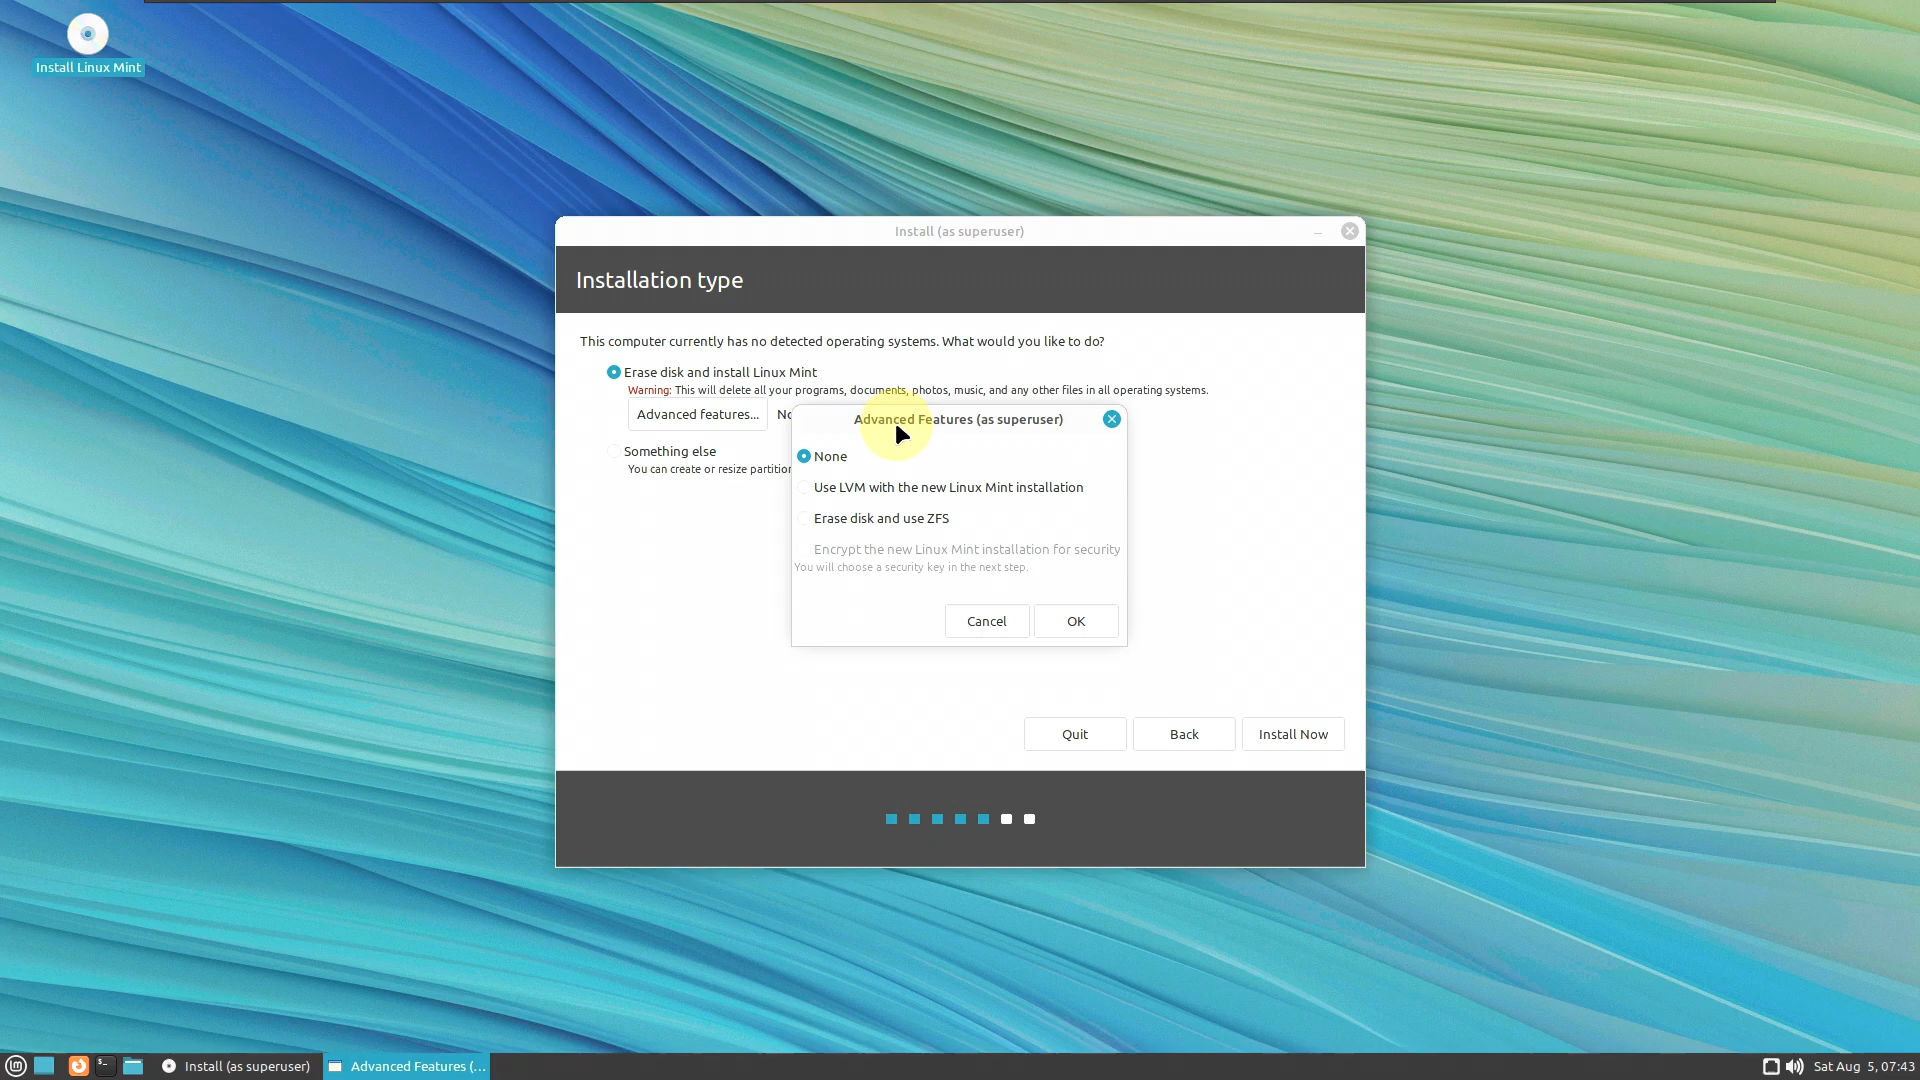 Install Linux Mint
Install (as superuser)
Installation type
This computer currently has no detected operating systems. What would you like to do?
Erase disk and install Linux Mint
Warning: This will delete all your programs, documents, photos, music, and any other files in all operating systems.
Advanced features...
Something else
You can create or resize
Advanced Features (as superuser)
None
Use LVM with the new Linux Mint installation
Erase disk and use ZFS
Encrypt the new Linux Mint installation for security
You will choose a security key in the next step.
Cancel OK
Quit Back Install Now
Install (as superuser) Advanced Features (... Sat Aug 5, 07:43